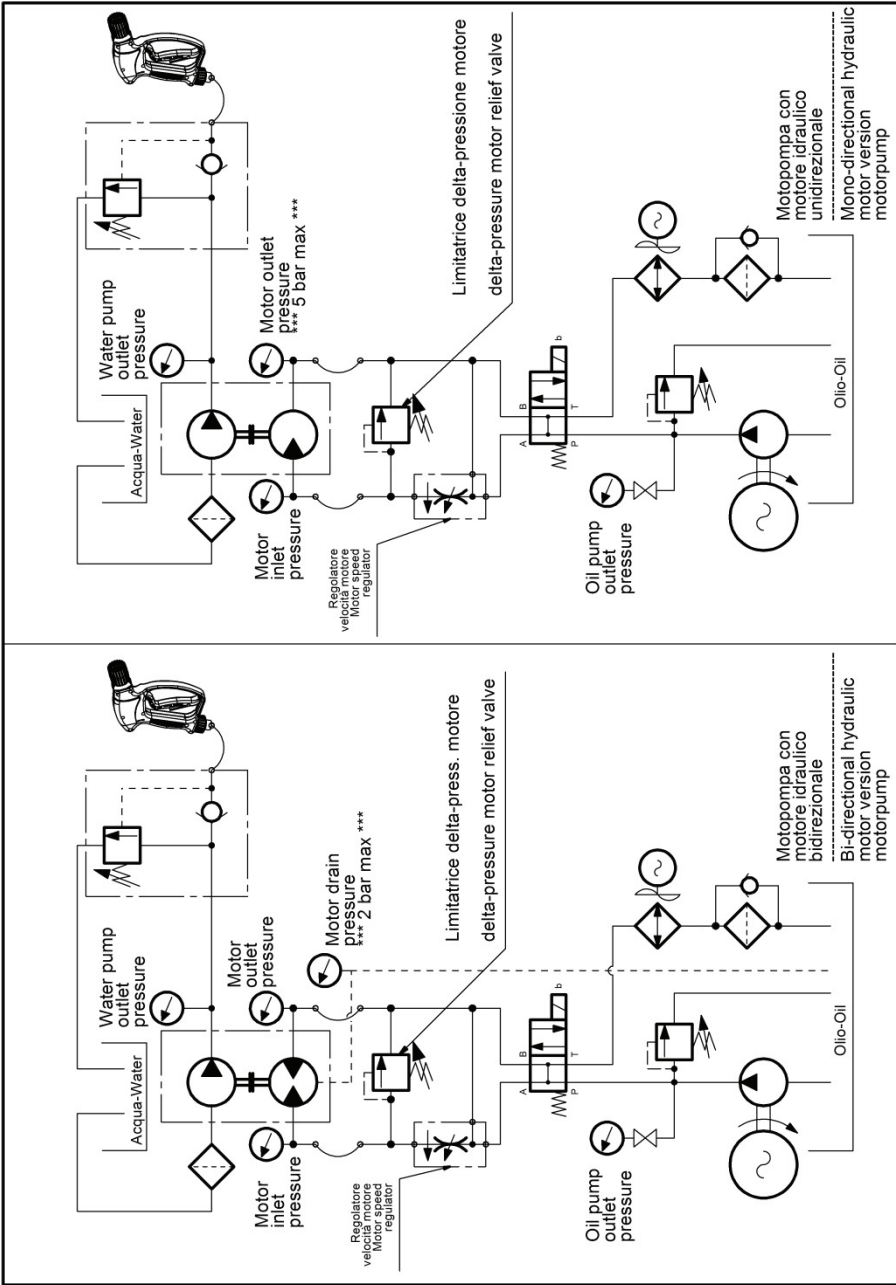 Acqua-Water
Water pump
outlet
pressure
Motor
inlet
pressure
Motor
outlet
pressure
Motor drain
pressure
*** 2 bar max ***
Regolatore
velocità motore
Motor speed
regulator
Limitatrice delta-press. motore
delta-pressure motor relief valve
A
B
P
T
b
Oil pump
outlet
pressure
Olio-Oil
Motopompa con
motore idraulico
bidirezionale
Bi-directional hydraulic
motor version
motorpump
Acqua-Water
Water pump
outlet
pressure
Motor
inlet
pressure
Motor outlet
pressure
*** 5 bar max ***
Regolatore
velocità motore
Motor speed
regulator
Limitatrice delta-pressione motore
delta-pressure motor relief valve
A
B
P
T
b
Oil pump
outlet
pressure
Olio-Oil
Motopompa con
motore idraulico
unidirezionale
Mono-directional hydraulic
motor version
motorpump